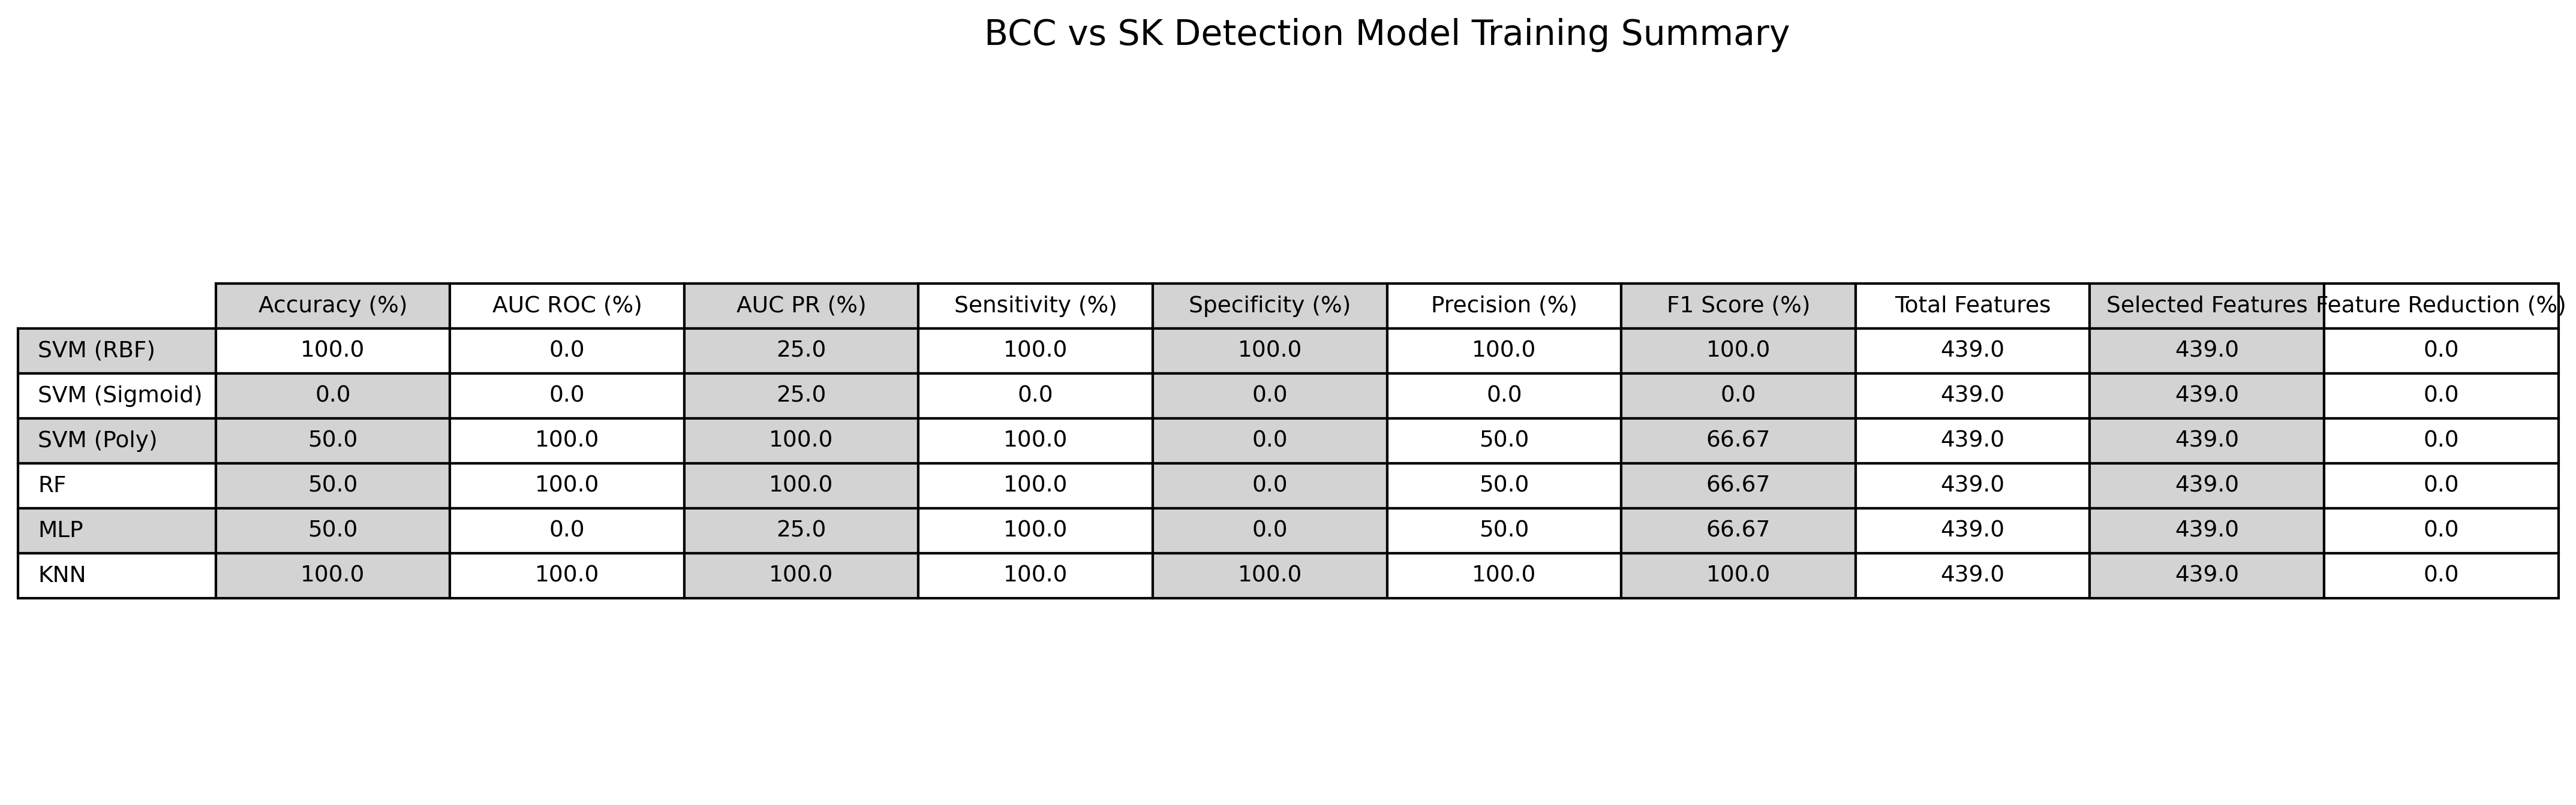 BCC vs SK Detection Model Training Summary
Accuracy (%) AUC ROC (%) AUC PR (%) Sensitivity (%) Specificity (%) Precision (%) F1 Score (%) Total Features Selected Features Feature Reduction (%)
SVM (RBF) 100.0 0.0 25.0 100.0 100.0 100.0 100.0 439.0 439.0 0.0
SVM (Sigmoid) 0.0 0.0 25.0 0.0 0.0 0.0 0.0 439.0 439.0 0.0
SVM (Poly) 50.0 100.0 100.0 100.0 0.0 50.0 66.67 439.0 439.0 0.0
RF 50.0 100.0 100.0 100.0 0.0 50.0 66.67 439.0 439.0 0.0
MLP 50.0 0.0 25.0 100.0 0.0 50.0 66.67 439.0 439.0 0.0
KNN 100.0 100.0 100.0 100.0 100.0 100.0 100.0 439.0 439.0 0.0